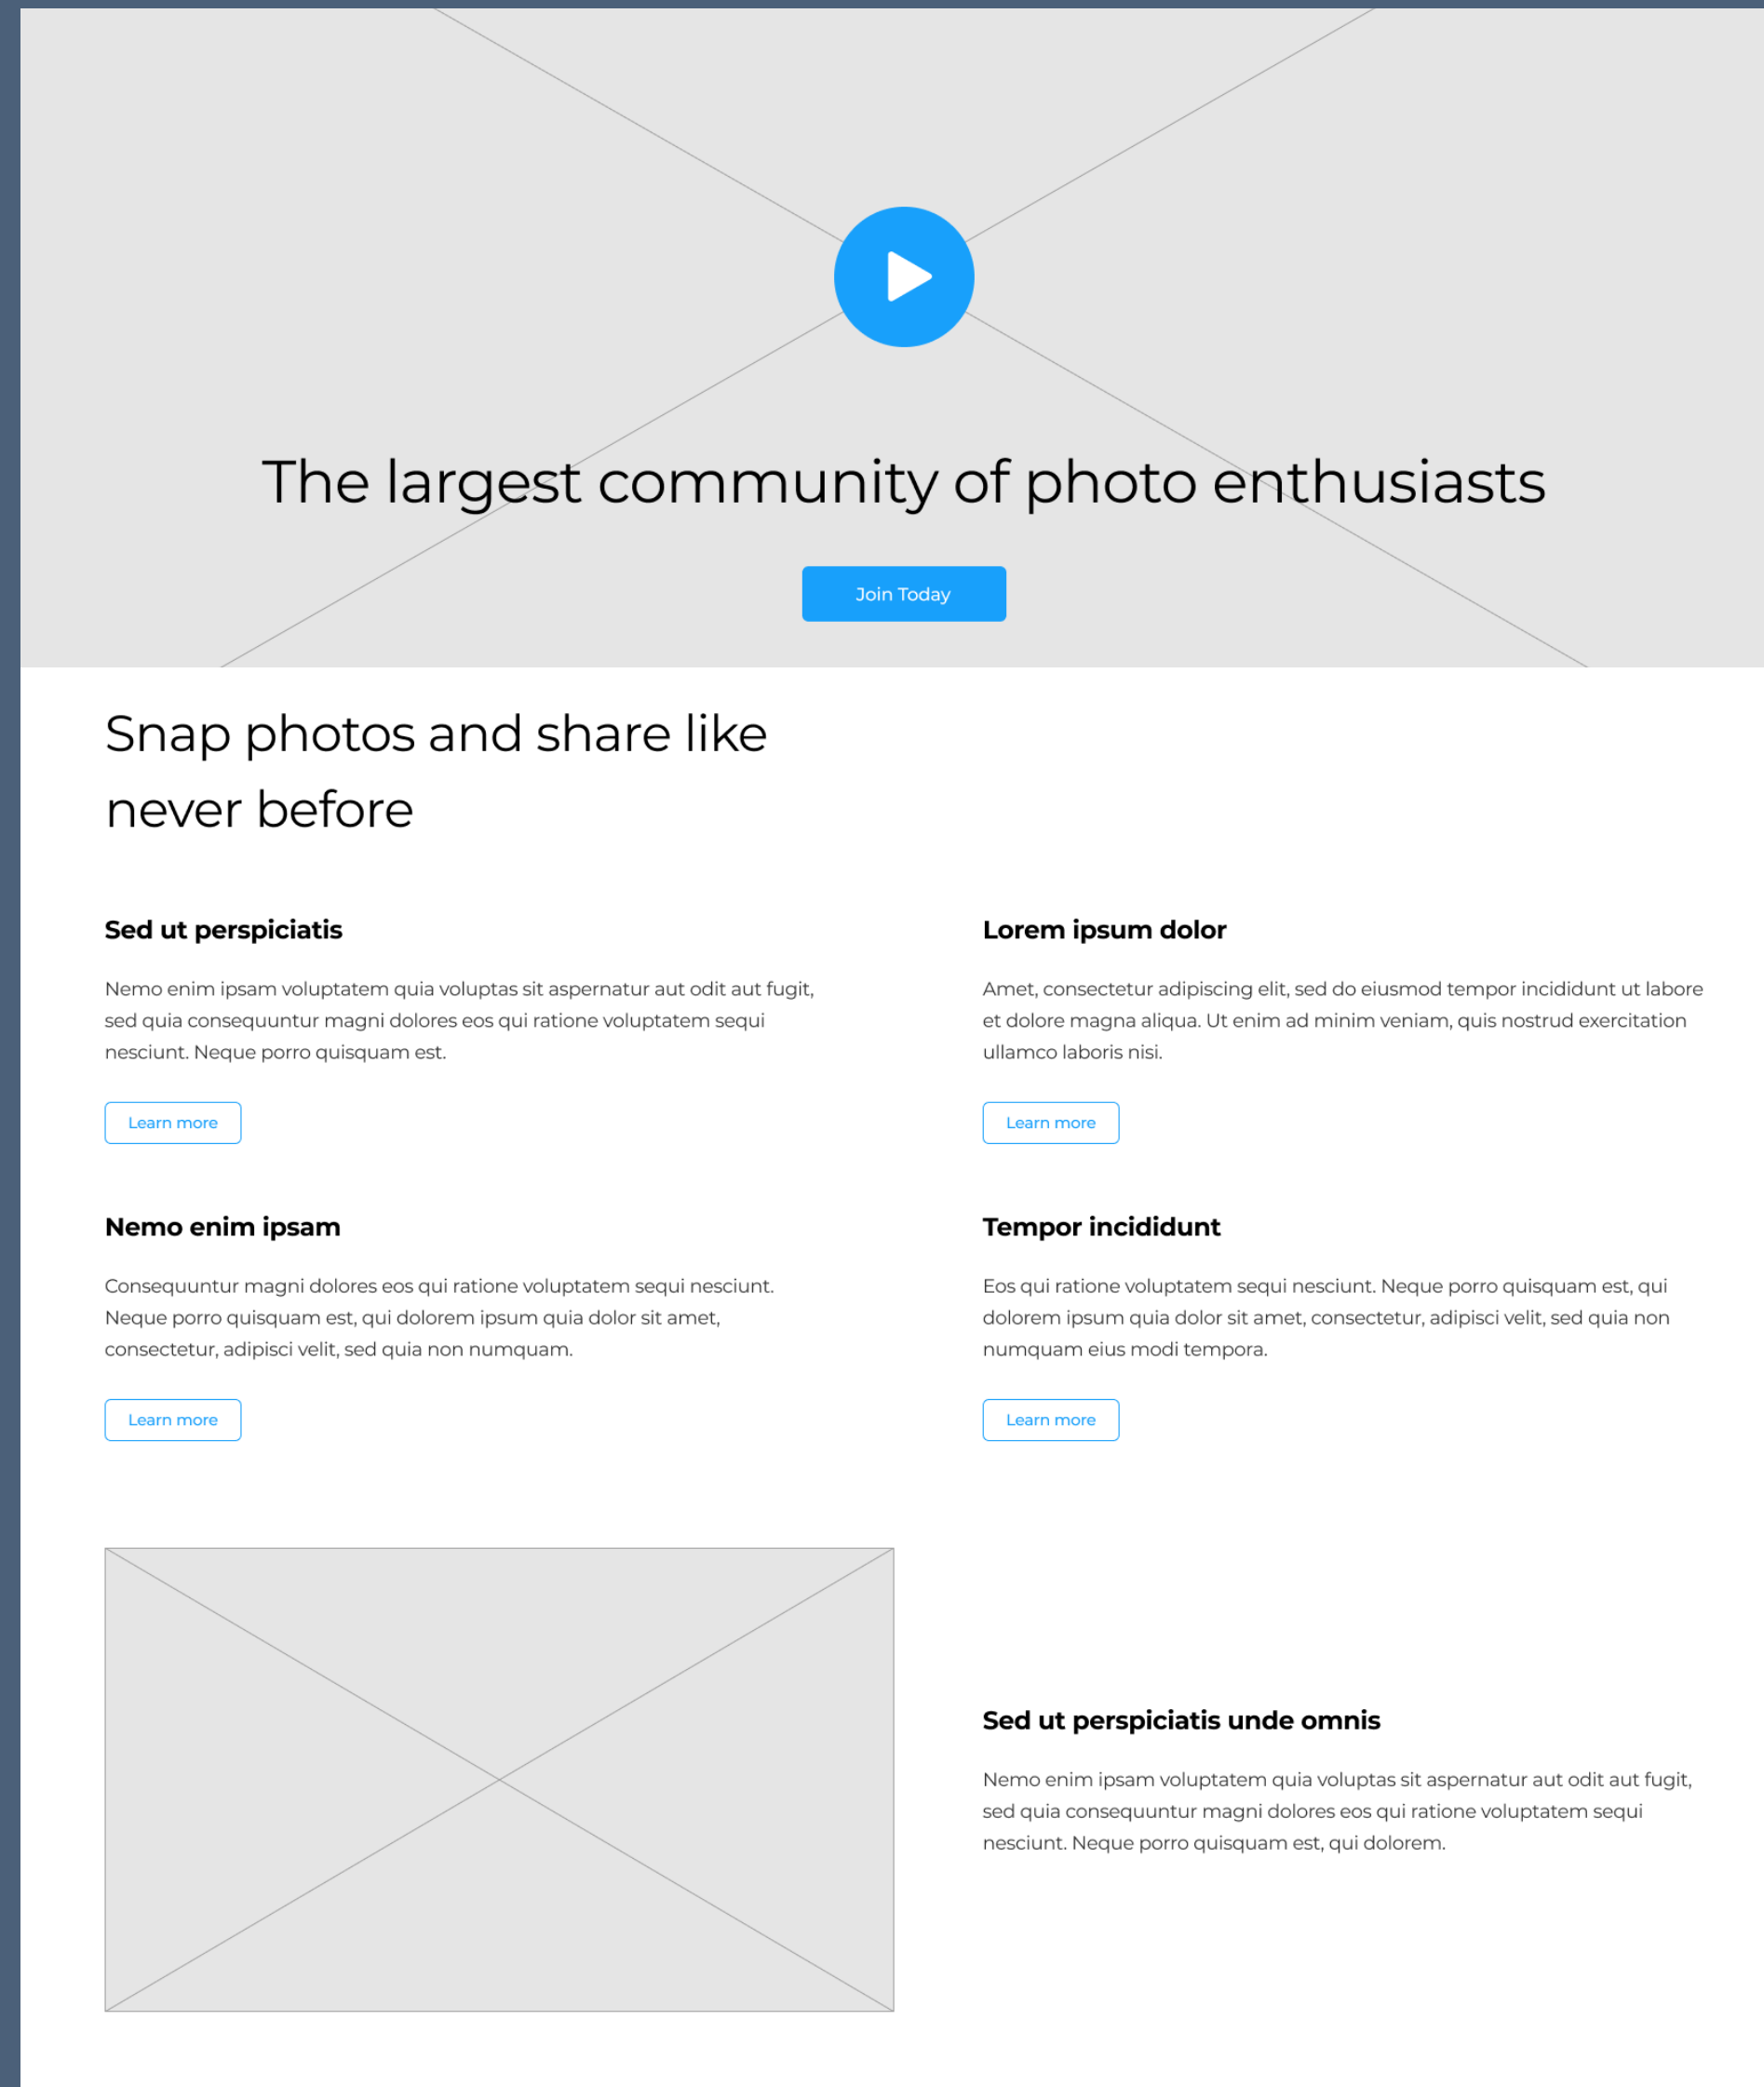 The largest community of photo enthusiasts
Join Today
Snap photos and share like
never before
Sed ut perspiciatis
Nemo enim ipsam voluptatem quia voluptas sit aspernatur aut odit aut fugit,
sed quia consequuntur magni dolores eos qui ratione voluptatem sequi
nesciunt. Neque porro quisquam est.
Learn more
Lorem ipsum dolor
Amet, consectetur adipiscing elit, sed do eiusmod tempor incididunt ut labore
et dolore magna aliqua. Ut enim ad minim veniam, quis nostrud exercitation
ullamco laboris nisi.
Learn more
Nemo enim ipsam
Consequuntur magni dolores eos qui ratione voluptatem sequi nesciunt.
Neque porro quisquam est, qui dolorem ipsum quia dolor sit amet,
consectetur, adipisci velit, sed quia non numquam.
Learn more
Tempor incididunt
Eos qui ratione voluptatem sequi nesciunt. Neque porro quisquam est, qui
dolorem ipsum quia dolor sit amet, consectetur, adipisci velit, sed quia non
numquam eius modi tempora.
Learn more
Sed ut perspiciatis unde omnis
Nemo enim ipsam voluptatem quia voluptas sit aspernatur aut odit aut fugit,
sed quia consequuntur magni dolores eos qui ratione voluptatem sequi
nesciunt. Neque porro quisquam est, qui dolorem.